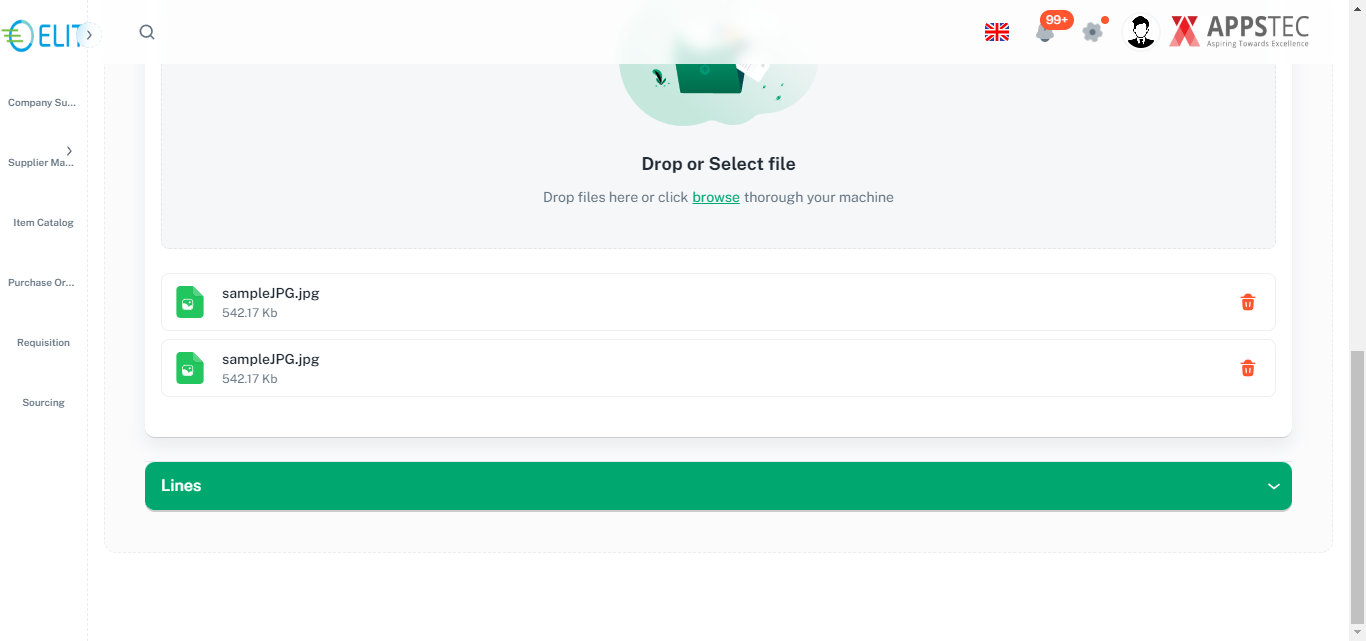 ELIT
99+
APPSTEC
Aspiring Towards Excellence
Company Su...
Supplier Ma...
Item Catalog
Purchase Or...
Requisition
Sourcing
Drop or Select file
Drop files here or click browse thorough your machine
sampleJPG.jpg
542.17 Kb
sampleJPG.jpg
542.17 Kb
Lines